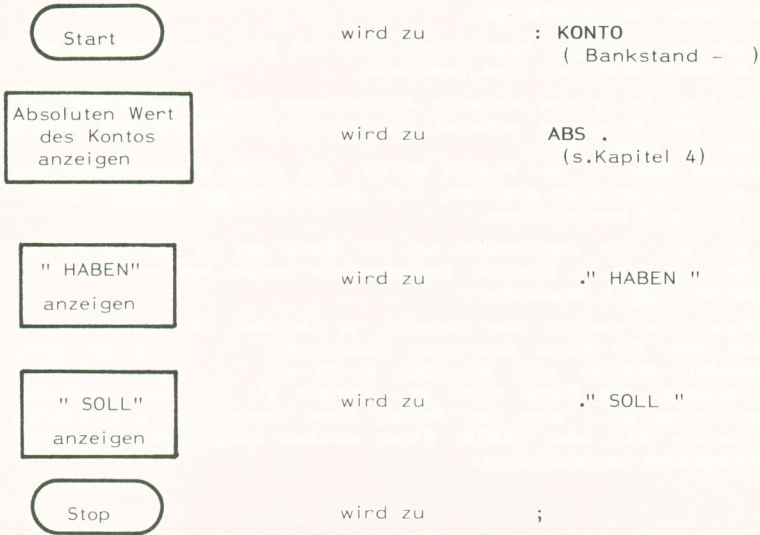 Start wird zu : KONTO
( Bankstand - )
Absoluten Wert
des Kontos wird zu ABS .
anzeigen (s.Kapitel 4)
" HABEN" wird zu ." HABEN "
anzeigen
" SOLL" wird zu ." SOLL "
anzeigen
Stop wird zu ;